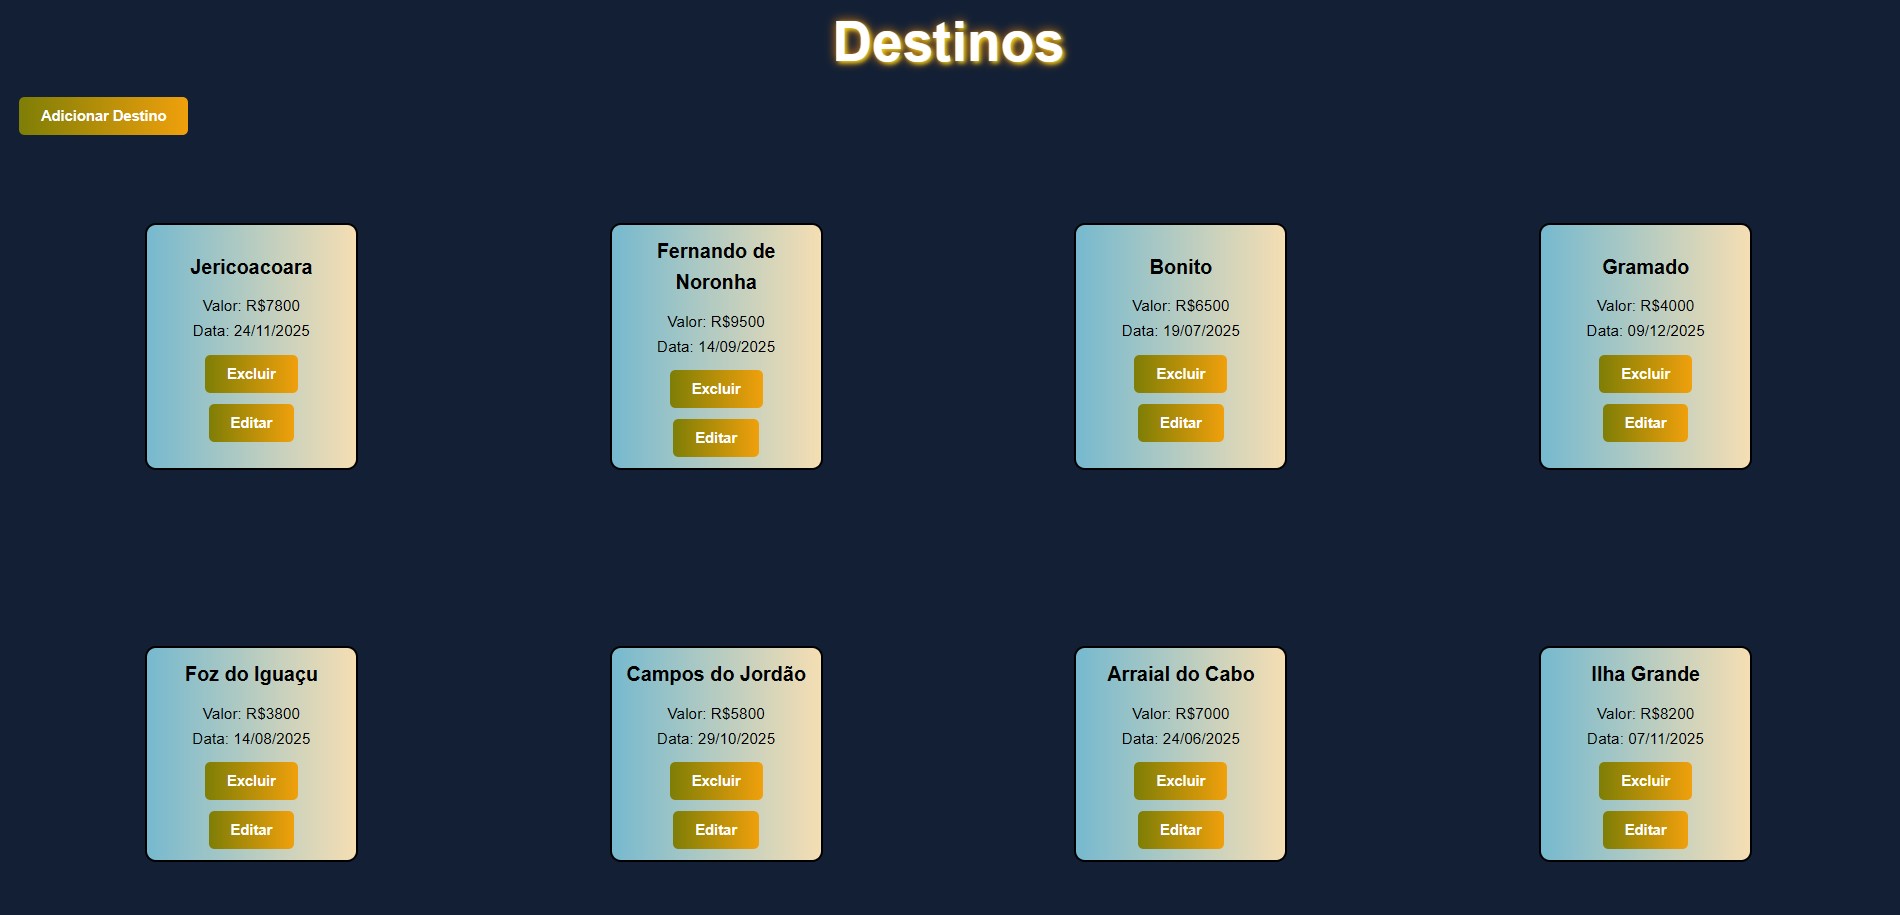 Destinos
Adicionar Destino
Jericoacoara
Valor: R$7800
Data: 24/11/2025
Excluir
Editar
Fernando de
Noronha
Valor: R$9500
Data: 14/09/2025
Excluir
Editar
Bonito
Valor: R$6500
Data: 19/07/2025
Excluir
Editar
Gramado
Valor: R$4000
Data: 09/12/2025
Excluir
Editar
Foz do Iguaçu
Valor: R$3800
Data: 14/08/2025
Excluir
Editar
Campos do Jordão
Valor: R$5800
Data: 29/10/2025
Excluir
Editar
Arraial do Cabo
Valor: R$7000
Data: 24/06/2025
Excluir
Editar
Ilha Grande
Valor: R$8200
Data: 07/11/2025
Excluir
Editar